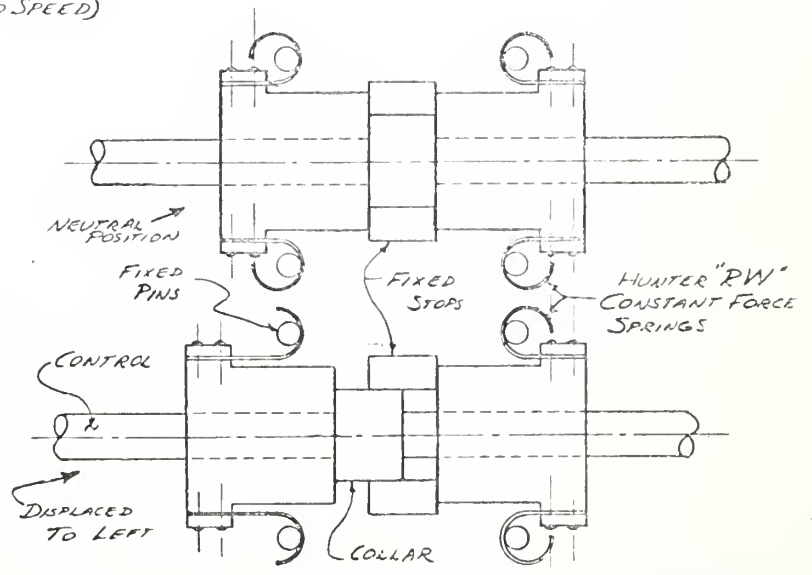 SPEED)
NEUTRAL
POSITION
FIXED
PINS
FIXED
STOPS
HUNTER "RW"
CONSTANT FORCE
SPRINGS
CONTROL
DISPLACED
TO LEFT
COLLAR